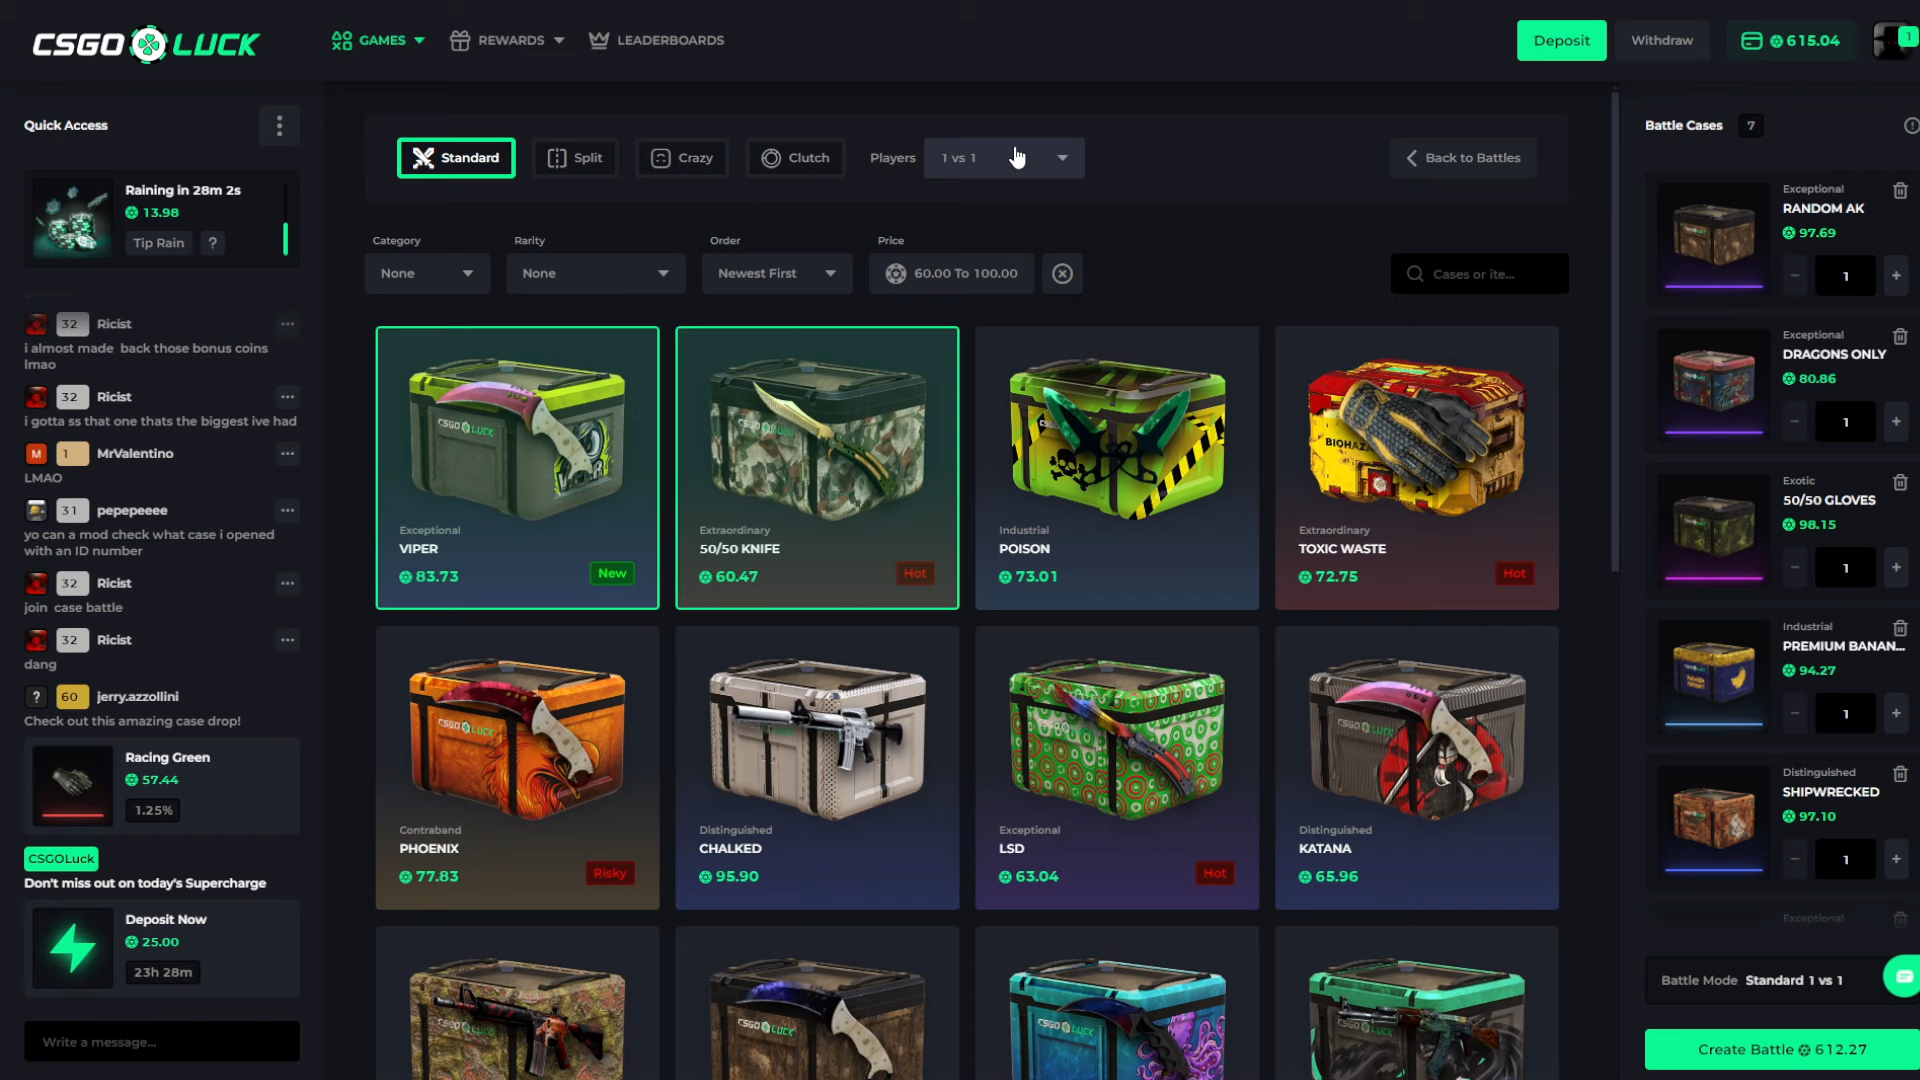 CSGO LUCK
GAMES
REWARDS
LEADERBOARDS
Deposit
Withdraw
615.04
1
Quick Access
Raining in 28m 2s
13.98
Tip Rain
?
32 Ricist
i almost made back those bonus coins
lmao
32 Ricist
i gotta ss that one thats the biggest ive had
M 1 MrValentino
LMAO
31 pepepeeee
yo can a mod check what case i opened
with an ID number
32 Ricist
join case battle
32 Ricist
dang
? 60 jerry.azzollini
Check out this amazing case drop!
Racing Green
57.44
1.25%
CSGOLuck
Don't miss out on today's Supercharge
Deposit Now
25.00
23h 28m
Write a message...
Standard
Split
Crazy
Clutch
Players
1 vs 1
Back to Battles
Category
None
Rarity
None
Order
Newest First
Price
60.00 To 100.00
Cases or ite...
Exceptional
VIPER
83.73
New
Extraordinary
50/50 KNIFE
60.47
Hot
Industrial
POISON
73.01
BIOHAZ
Extraordinary
TOXIC WASTE
72.75
Hot
Contraband
PHOENIX
77.83
Risky
Distinguished
CHALKED
95.90
Exceptional
LSD
63.04
Hot
Distinguished
KATANA
65.96
Battle Cases 7
Exceptional
RANDOM AK
97.69
1
Exceptional
DRAGONS ONLY
80.86
1
Exotic
50/50 GLOVES
98.15
1
Industrial
PREMIUM BANAN...
94.27
1
Distinguished
SHIPWRECKED
97.10
1
Exceptional
Battle Mode Standard 1 vs 1
Create Battle 612.27